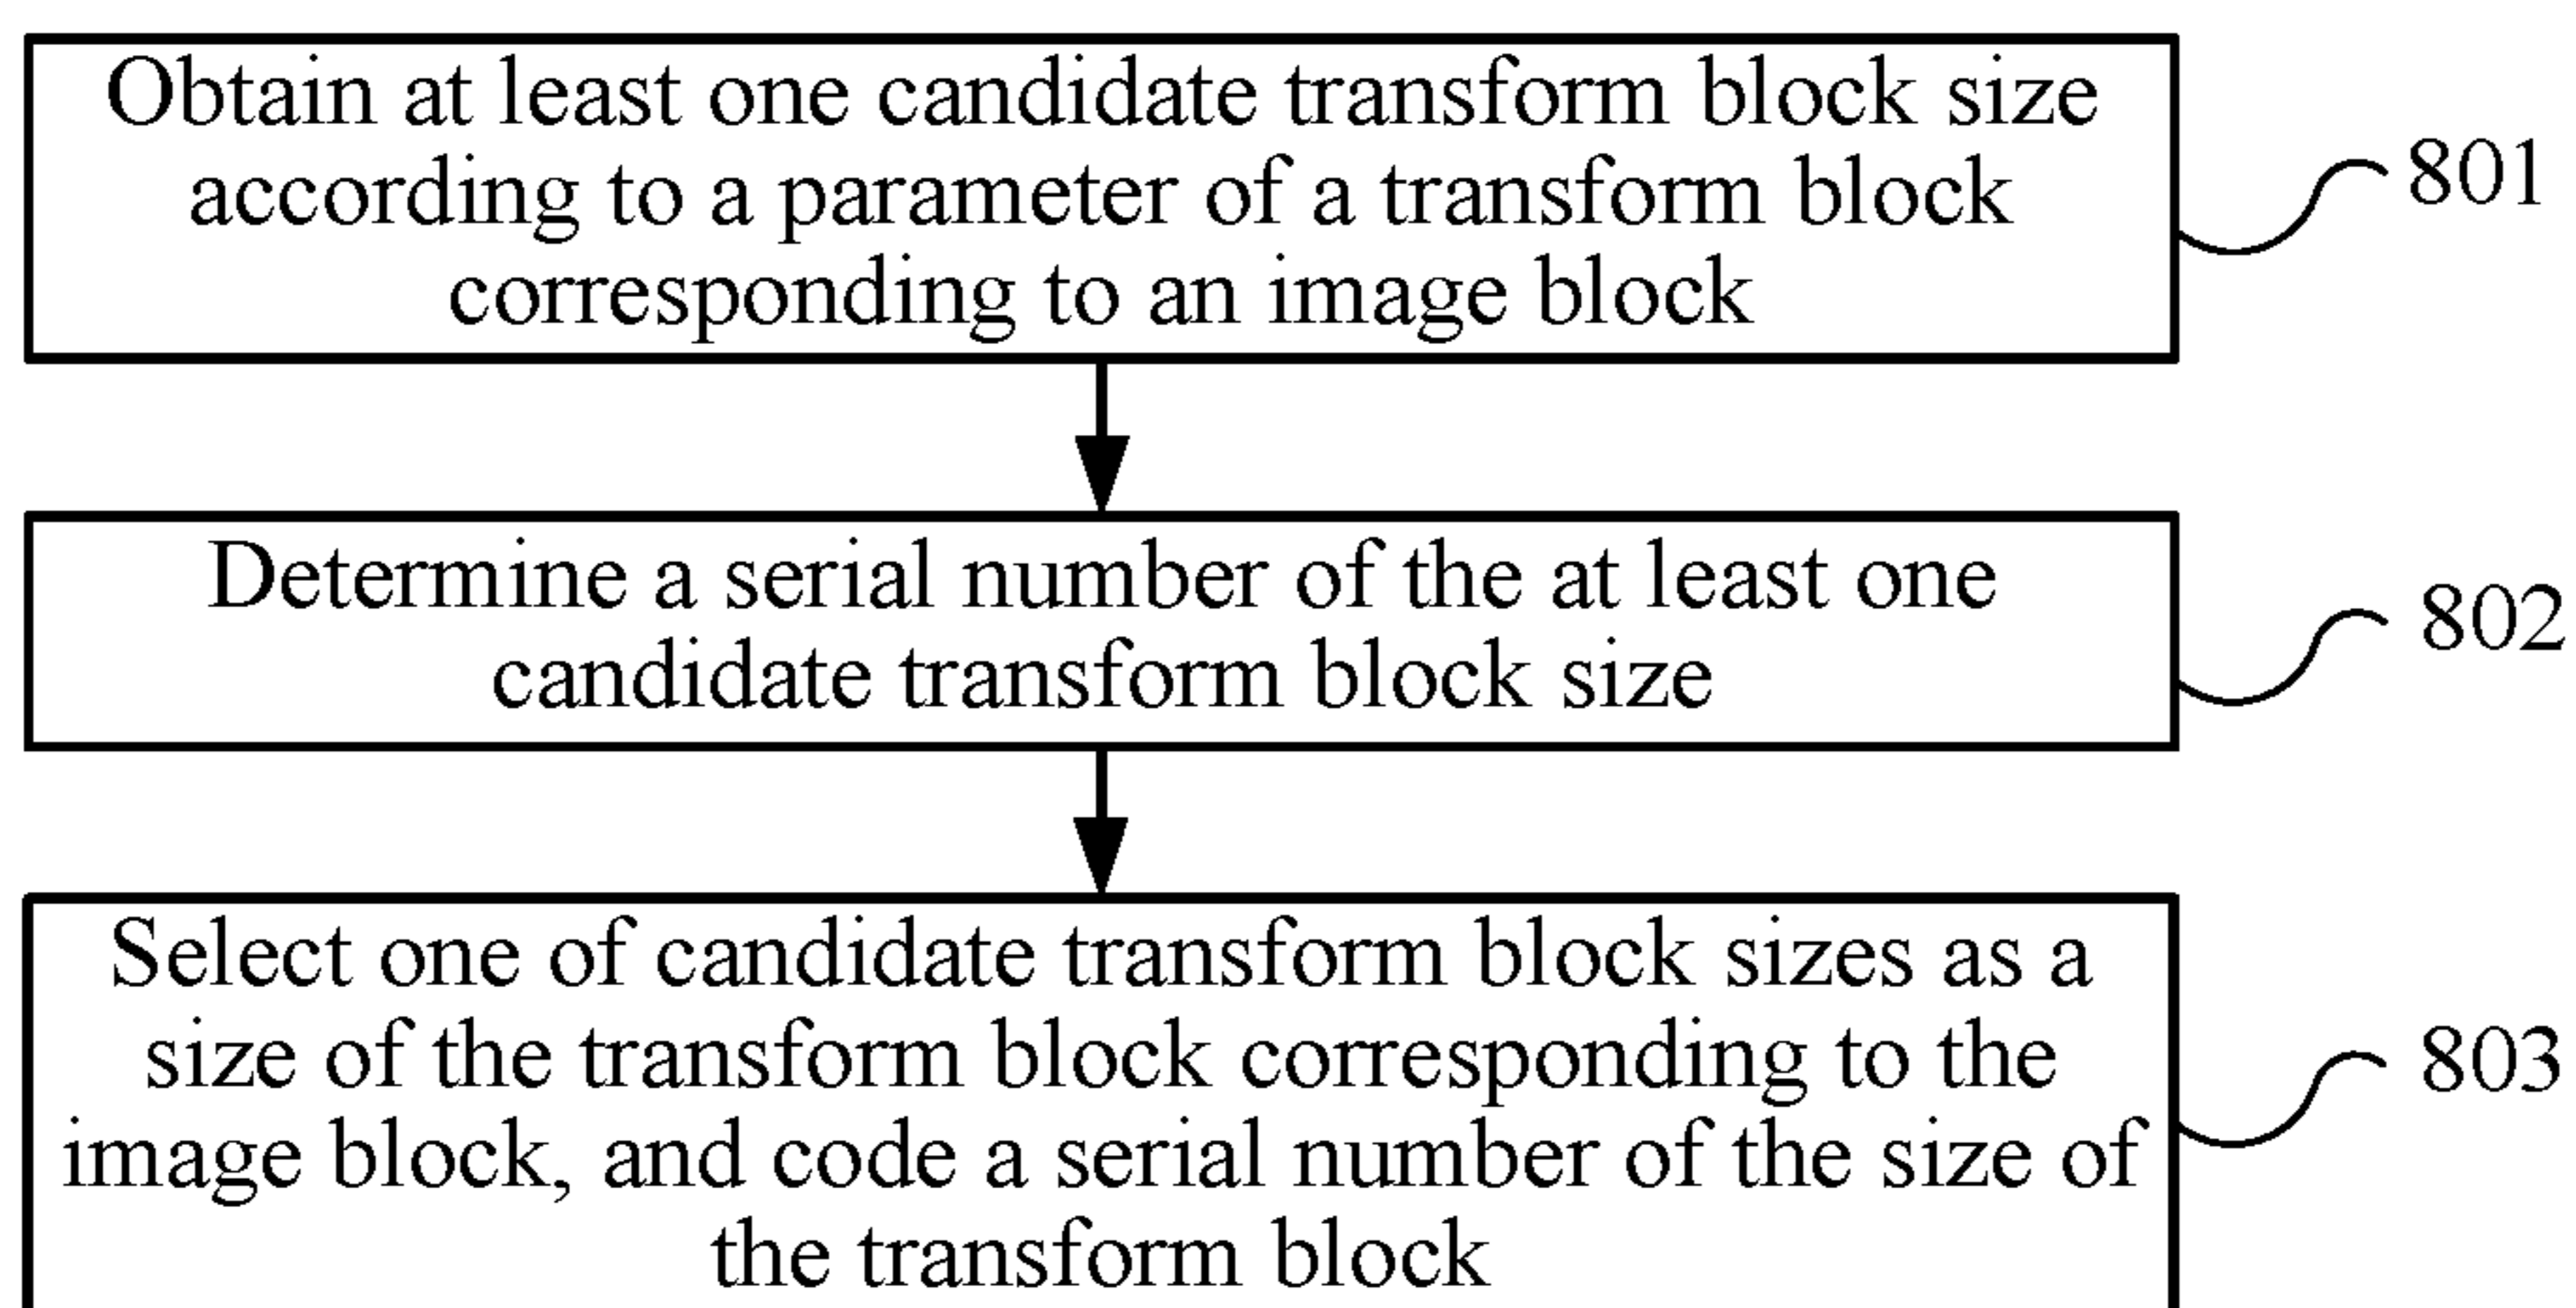 Obtain at least one candidate transform block size
according to a parameter of a transform block
corresponding to an image block
801
Determine a serial number of the at least one
candidate transform block size
802
Select one of candidate transform block sizes as a
size of the transform block corresponding to the
image block, and code a serial number of the size of
the transform block
803